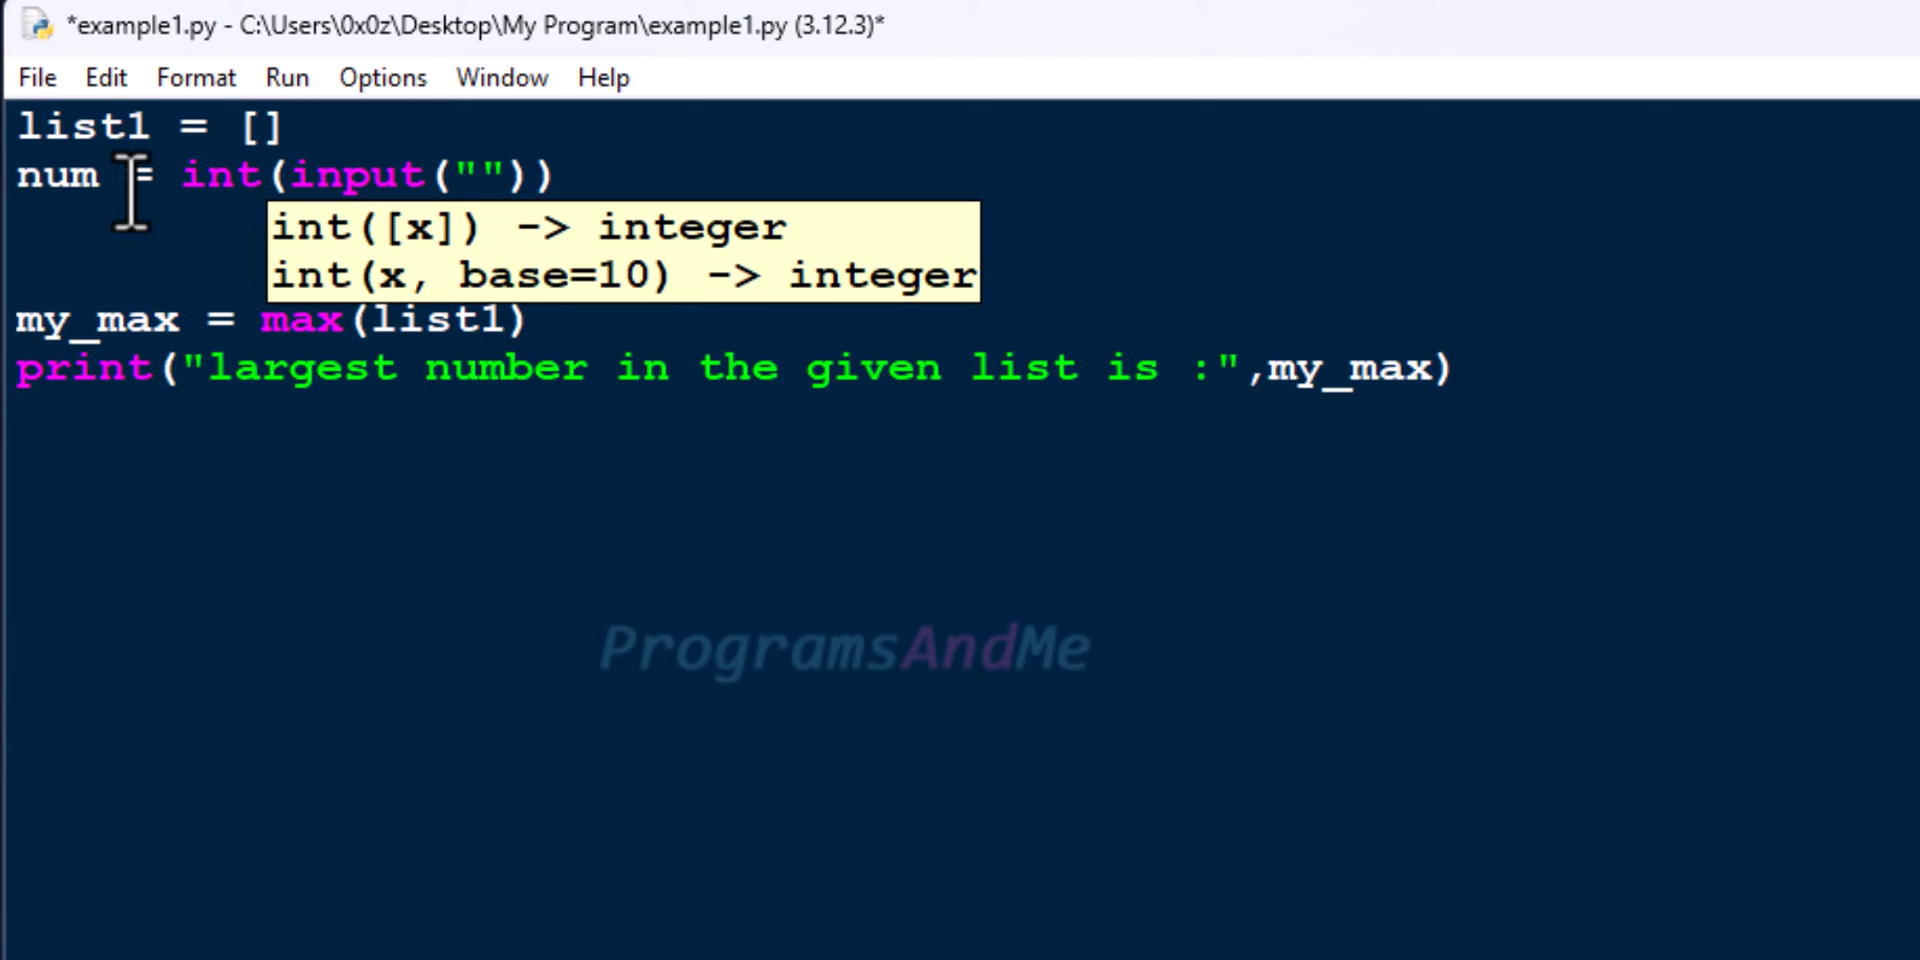 *example1.py - C:\Users\0x0z\Desktop\My Program\example1.py (3.12.3)*
File Edit Format Run Options Window Help
list1 = []
num = int(input(""))
int([x]) -> integer
int(x, base=10) -> integer
my_max = max(list1)
print("largest number in the given list is :",my_max)
ProgramsAndMe